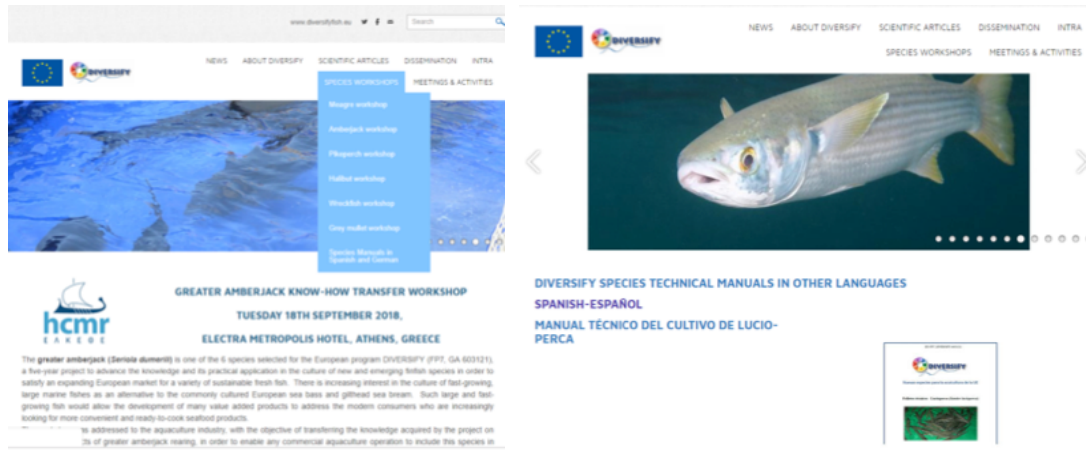 www.diversifyfish.eu
Search
DIVERSIFY
NEWS ABOUT DIVERSIFY SCIENTIFIC ARTICLES DISSEMINATION INTRA
SPECIES WORKSHOPS MEETINGS & ACTIVITIES
Meagre workshop
Amberjack workshop
Pikeperch workshop
Halibut workshop
Wreckfish workshop
Grey mullet workshop
Species Manuals in
Spanish and German
hcmr
ΕΛΚΕΘΕ
GREATER AMBERJACK KNOW-HOW TRANSFER WORKSHOP
TUESDAY 18TH SEPTEMBER 2018,
ELECTRA METROPOLIS HOTEL, ATHENS, GREECE
The greater amberjack (Seriola dumerili) is one of the 6 species selected for the European program DIVERSIFY (FP7, GA 603121),
a five-year project to advance the knowledge and its practical application in the culture of new and emerging finfish species in order to
satisfy an expanding European market for a variety of sustainable fresh fish. There is increasing interest in the culture of fast-growing,
large marine fishes as an alternative to the commonly cultured European sea bass and gilthead sea bream. Such large and fast-
growing fish would allow the development of many value added products to address the modern consumers who are increasingly
looking for more convenient and ready-to-cook seafood products.
addressed to the aquaculture industry, with the objective of transferring the knowledge acquired by the project on
of greater amberjack rearing, in order to enable any commercial aquaculture operation to include this species in
DIVERSIFY
NEWS ABOUT DIVERSIFY SCIENTIFIC ARTICLES DISSEMINATION INTRA
SPECIES WORKSHOPS MEETINGS & ACTIVITIES
DIVERSIFY SPECIES TECHNICAL MANUALS IN OTHER LANGUAGES
SPANISH-ESPAÑOL
MANUAL TÉCNICO DEL CULTIVO DE LUCIO-
PERCA
DIVERSIFY